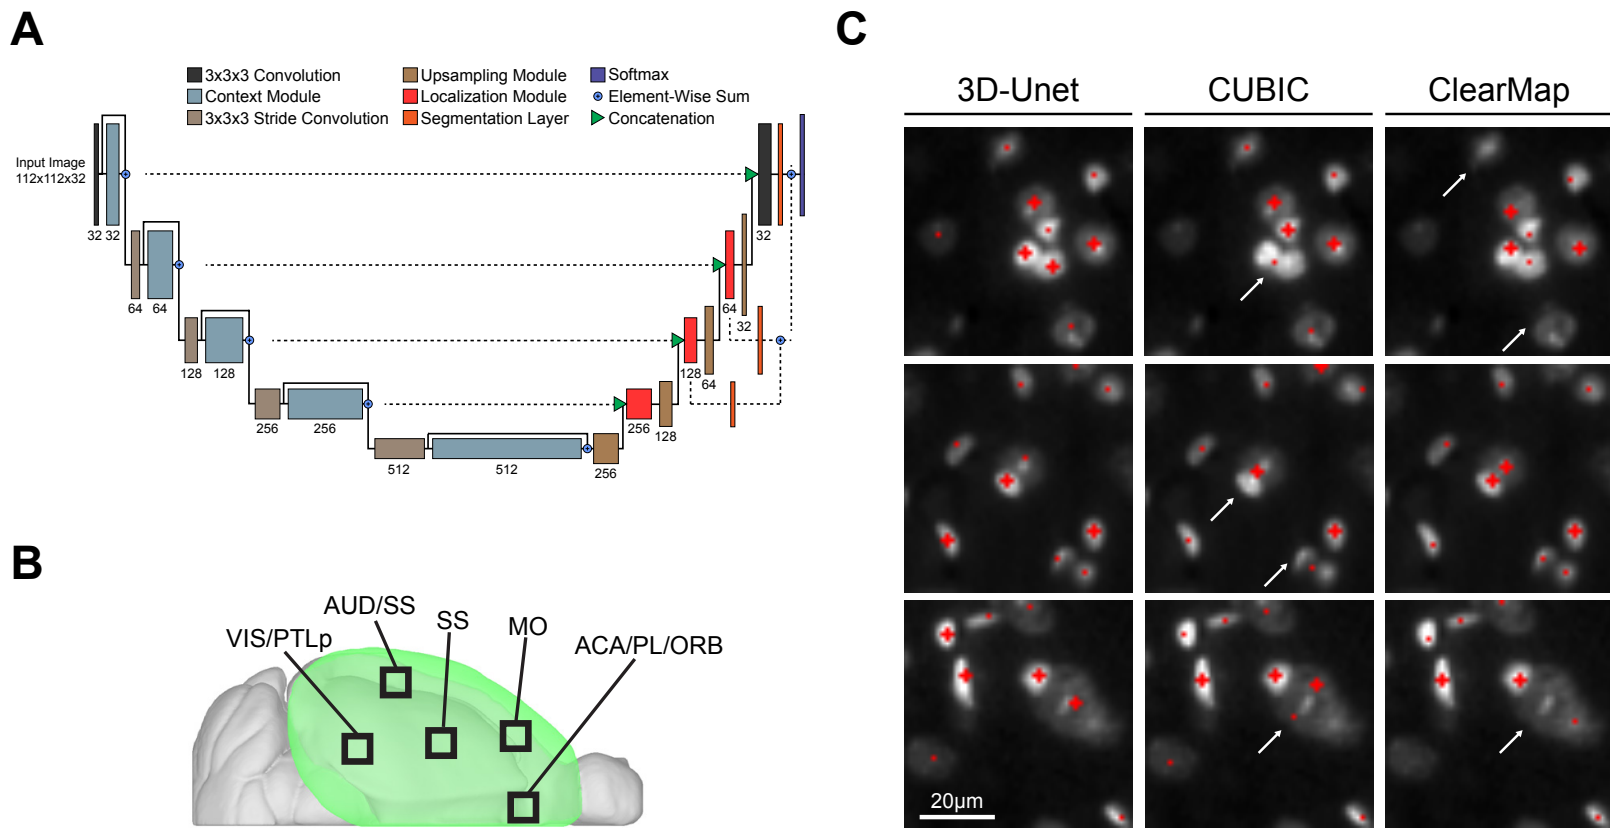 A
3x3x3 Convolution
Context Module
3x3x3 Stride Convolution
Upsampling Module
Localization Module
Segmentation Layer
Softmax
Element-Wise Sum
Concatenation
Input Image
112x112x32
32 32
64 64
128 128
256 256
512 512
256
256 128
128 64
64 32
32
B
VIS/PTLp
AUD/SS
SS
MO
ACA/PL/ORB
C
3D-Unet CUBIC ClearMap
20μm